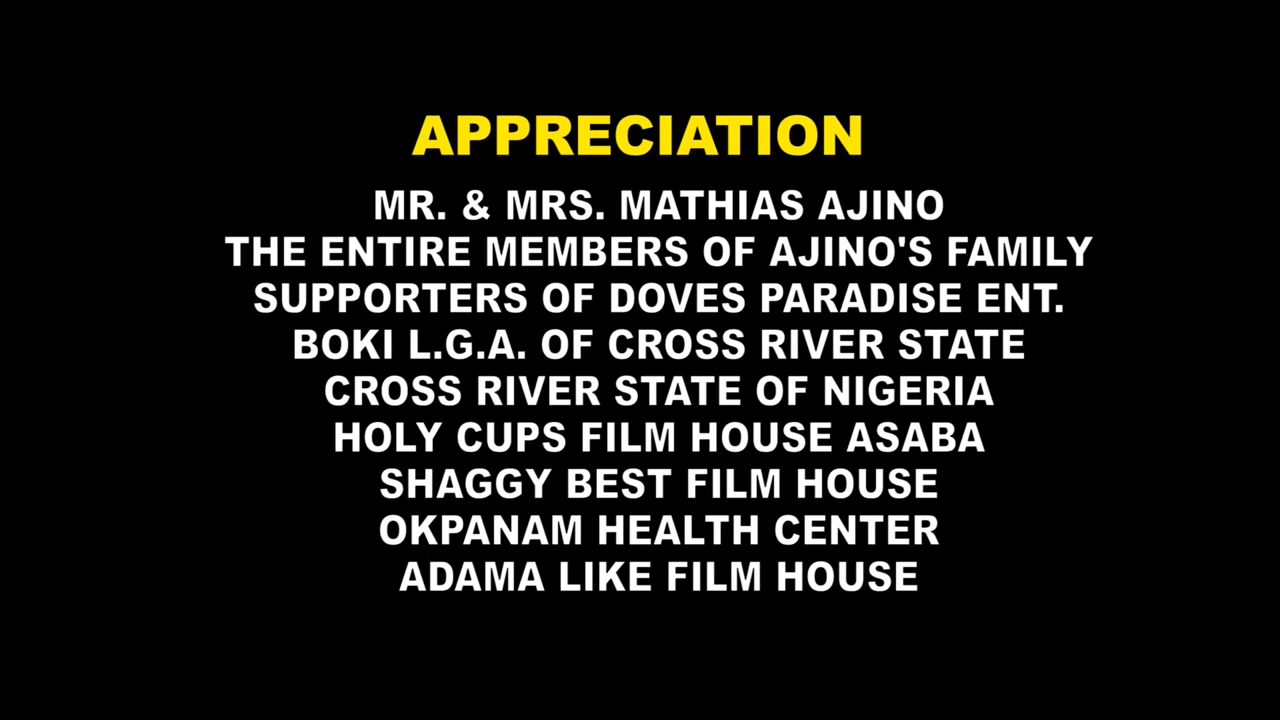 APPRECIATION
MR. & MRS. MATHIAS AJINO
THE ENTIRE MEMBERS OF AJINO'S FAMILY
SUPPORTERS OF DOVES PARADISE ENT.
BOKI L.G.A. OF CROSS RIVER STATE
CROSS RIVER STATE OF NIGERIA
HOLY CUPS FILM HOUSE ASABA
SHAGGY BEST FILM HOUSE
OKPANAM HEALTH CENTER
ADAMA LIKE FILM HOUSE